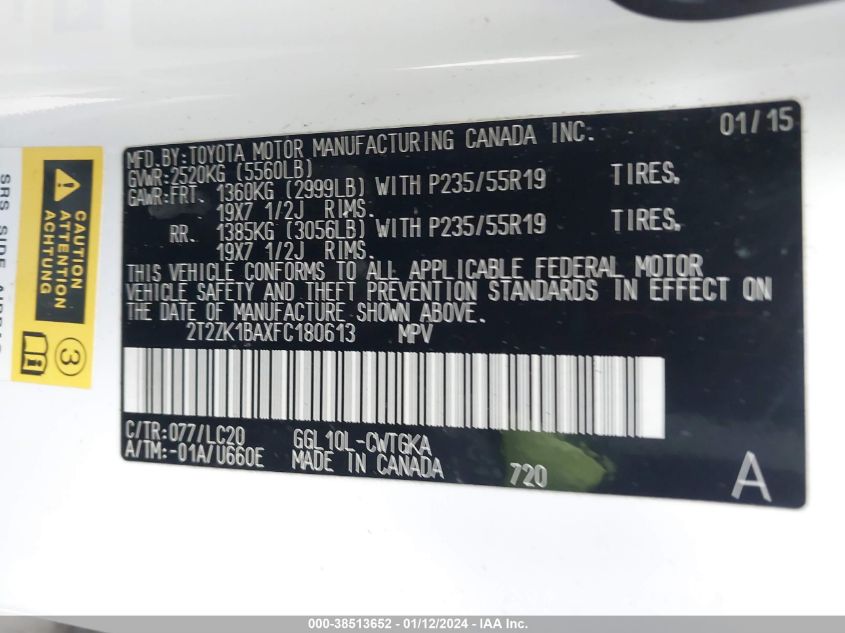 MFD.BY:TOYOTA MOTOR MANUFACTURING CANADA INC. 01/15
GVWR:2520KG (5560LB)
GAWR:FRT. 1360KG (2999LB) WITH P235/55R19 TIRES,
19X7 1/2J RIMS.
RR. 1385KG (3056LB) WITH P235/55R19 TIRES,
19X7 1/2J RIMS.
THIS VEHICLE CONFORMS TO ALL APPLICABLE FEDERAL MOTOR
VEHICLE SAFETY AND THEFT PREVENTION STANDARDS IN EFFECT ON
THE DATE OF MANUFACTURE SHOWN ABOVE.
2T2ZK1BAXFC180613 MPV
C/TR:077/LC20 GGL10L-CWTGKA
A/TM:-01A/U660E MADE IN CANADA 720 A
CAUTION
ATTENTION
ACHTUNG
3
SRS SIDE
000-38513652 - 01/12/2024 - IAA Inc.